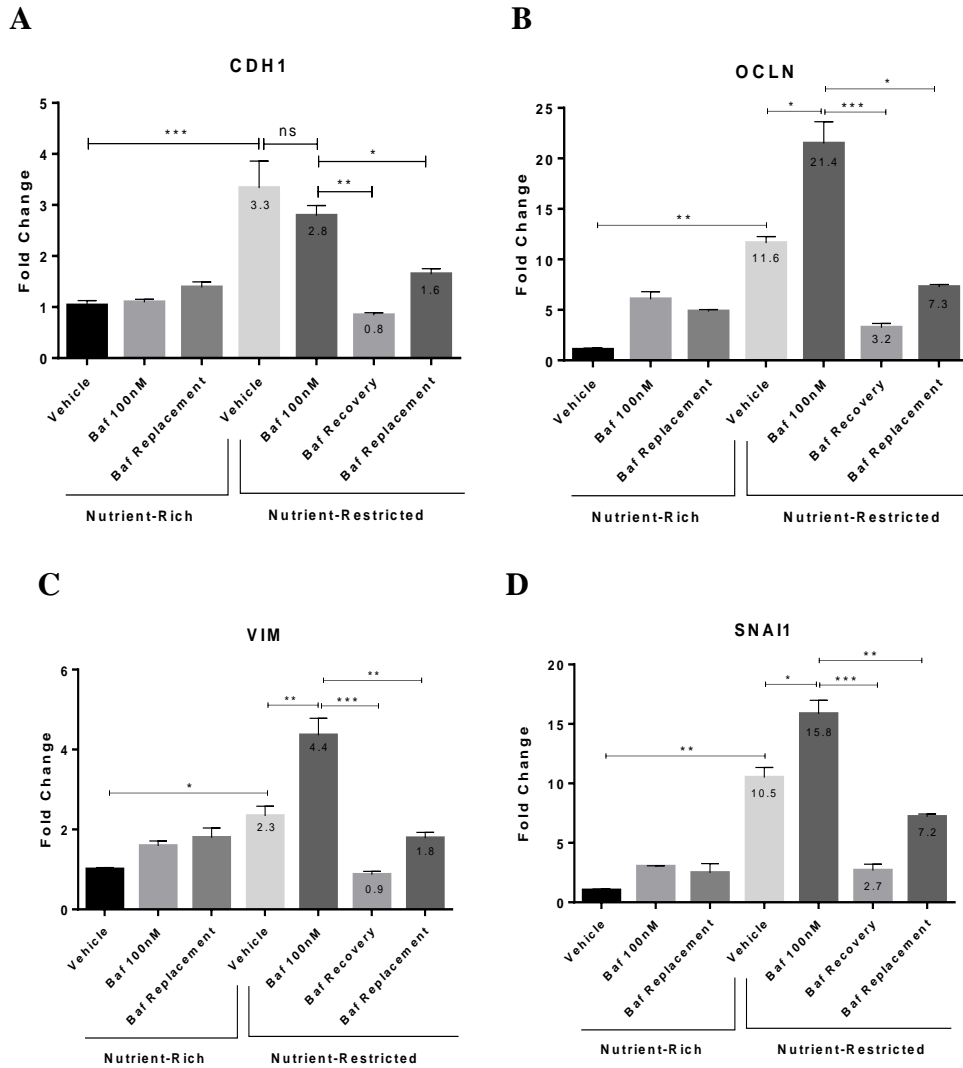 A
CDH1
Fold Change
5
4
3
2
1
0
***
ns
*
**
3.3
2.8
0.8
1.6
Vehicle
Baf 100nM
Baf Replacement
Vehicle
Baf 100nM
Baf Recovery
Baf Replacement
Nutrient-Rich
Nutrient-Restricted
B
OCLN
Fold Change
25
20
15
10
5
0
**
*
***
*
11.6
21.4
3.2
7.3
Vehicle
Baf 100nM
Baf Replacement
Vehicle
Baf 100nM
Baf Recovery
Baf Replacement
Nutrient-Rich
Nutrient-Restricted
C
VIM
Fold Change
6
4
2
0
*
**
***
**
2.3
4.4
0.9
1.8
Vehicle
Baf 100nM
Baf Replacement
Vehicle
Baf 100nM
Baf Recovery
Baf Replacement
Nutrient-Rich
Nutrient-Restricted
D
SNAI1
Fold Change
20
15
10
5
0
**
*
***
**
10.5
15.8
2.7
7.2
Vehicle
Baf 100nM
Baf Replacement
Vehicle
Baf 100nM
Baf Recovery
Baf Replacement
Nutrient-Rich
Nutrient-Restricted